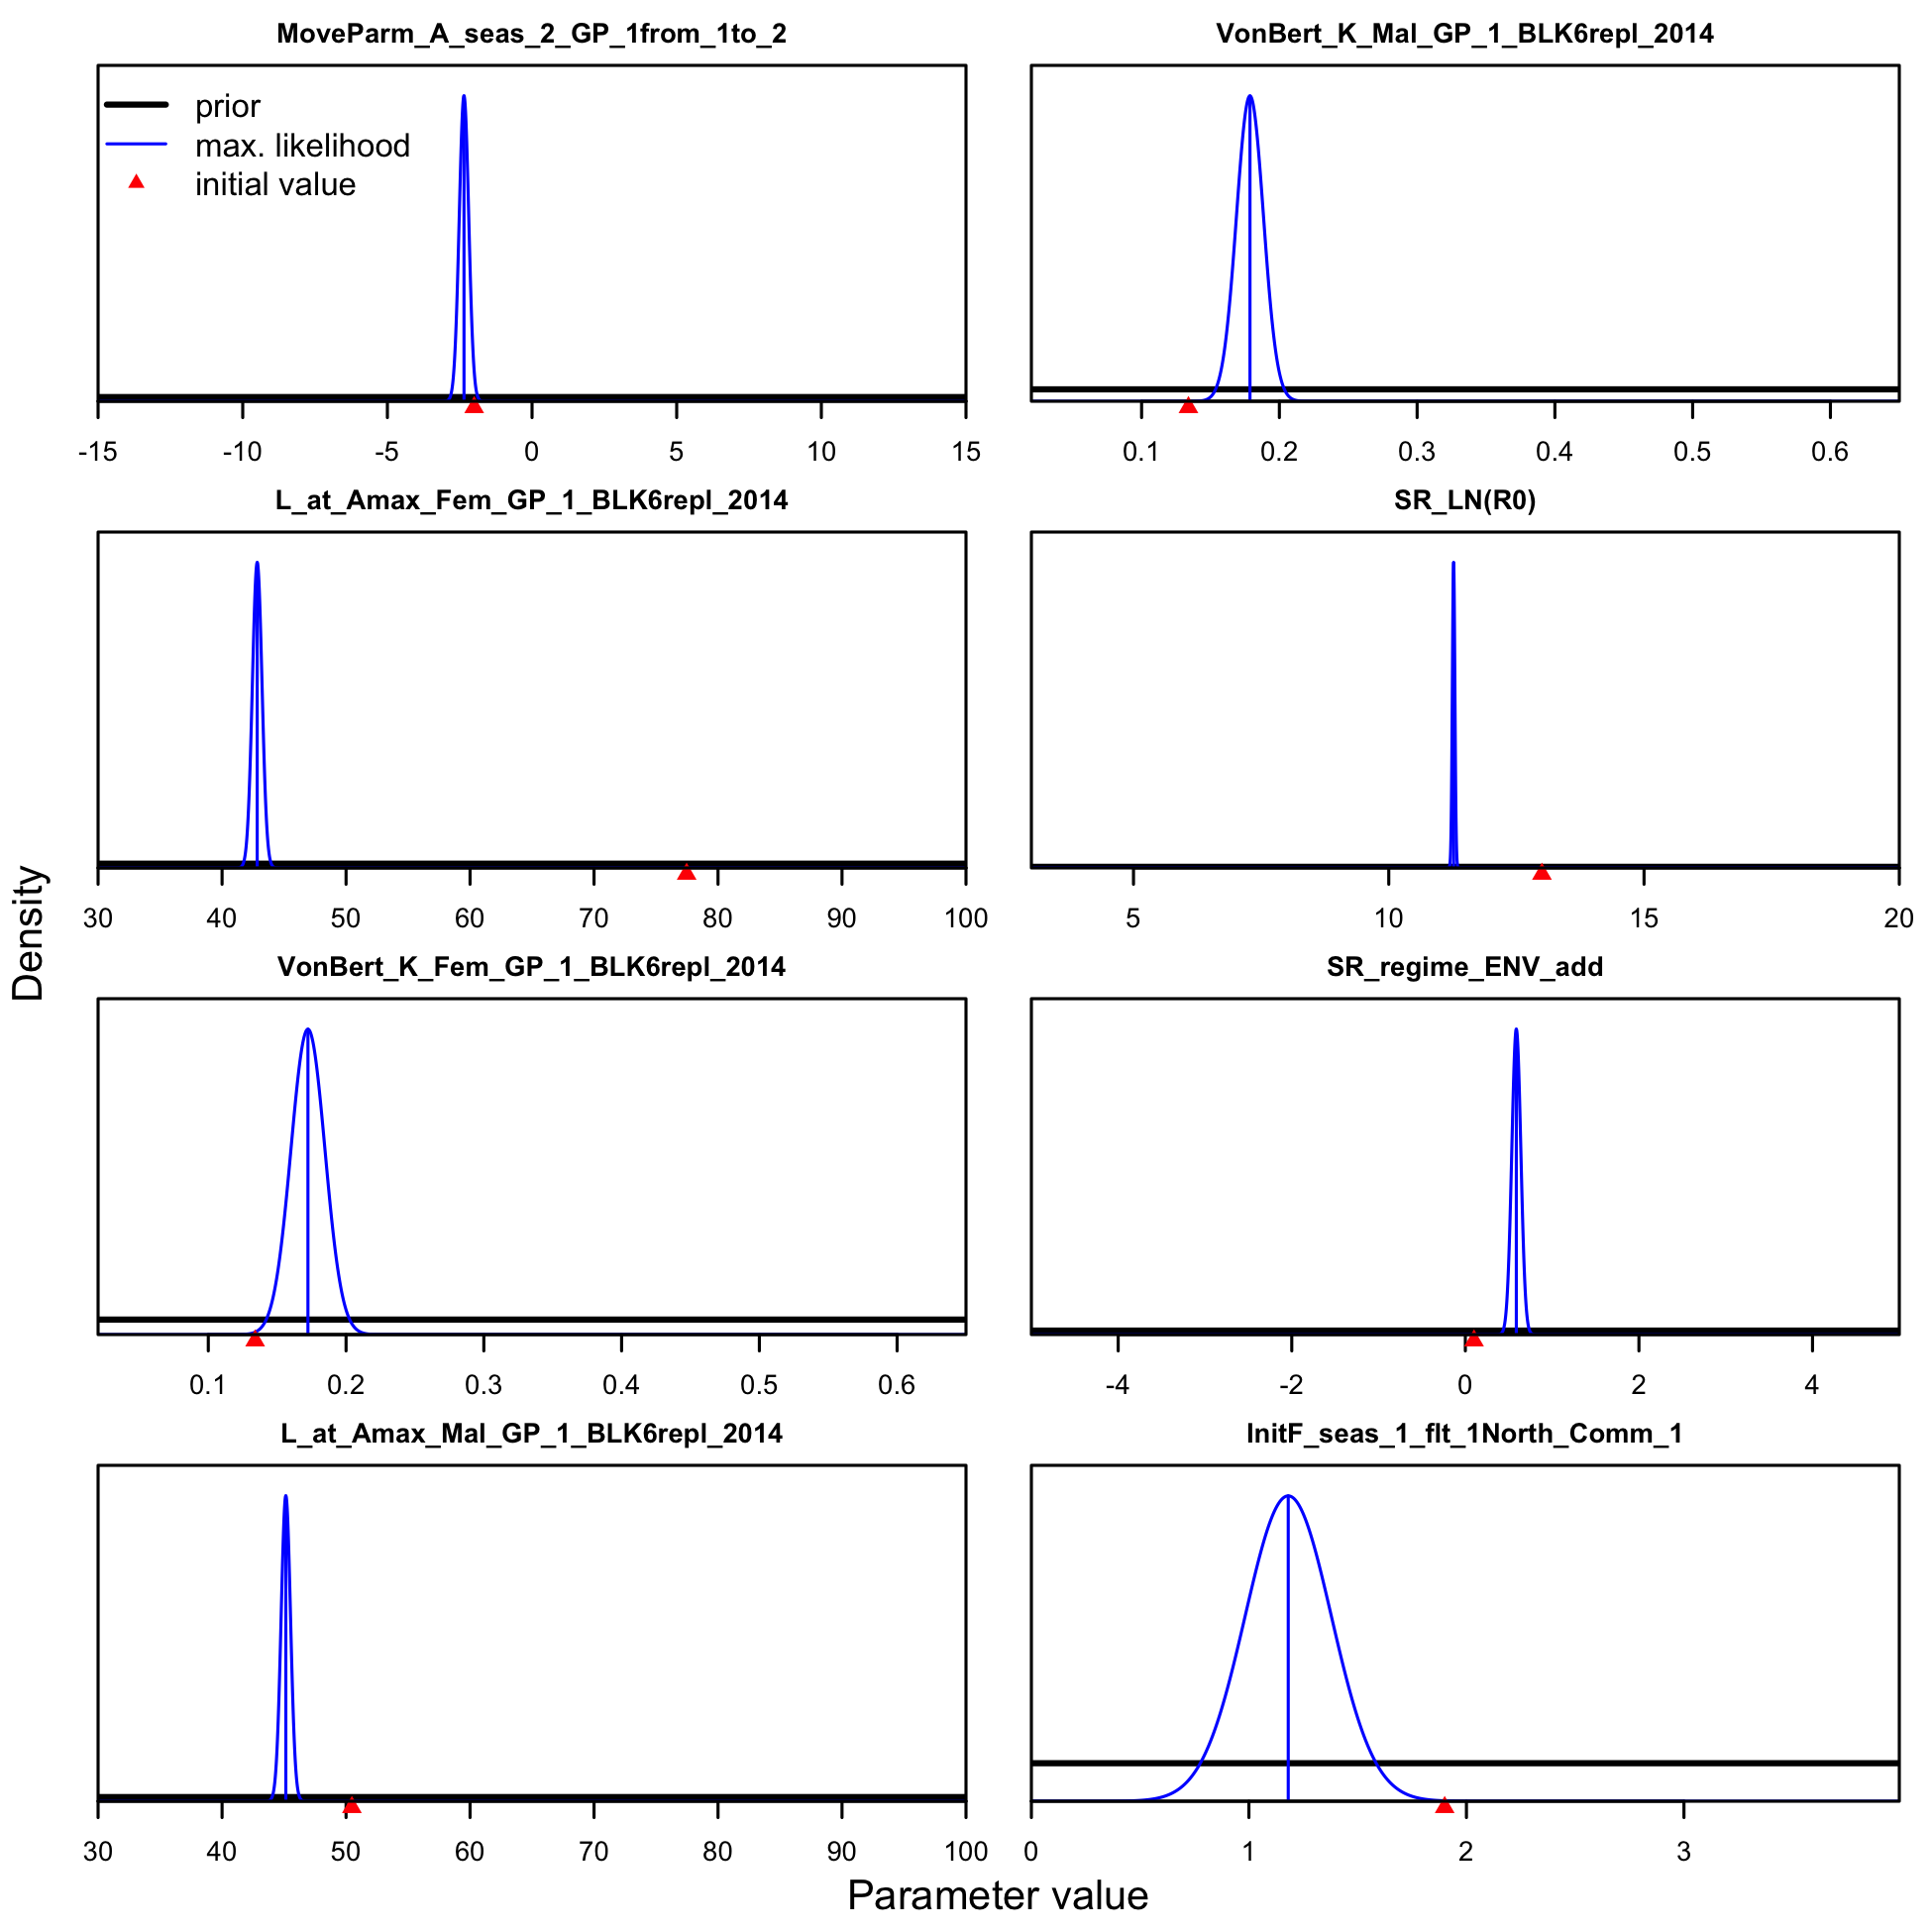 MoveParm_A_seas_2_GP_1from_1to_2
prior
max. likelihood
initial value
-15 -10 -5 0 5 10 15
VonBert_K_Mal_GP_1_BLK6repl_2014
0.1 0.2 0.3 0.4 0.5 0.6
L_at_Amax_Fem_GP_1_BLK6repl_2014
30 40 50 60 70 80 90 100
SR_LN(R0)
5 10 15 20
VonBert_K_Fem_GP_1_BLK6repl_2014
0.1 0.2 0.3 0.4 0.5 0.6
SR_regime_ENV_add
-4 -2 0 2 4
L_at_Amax_Mal_GP_1_BLK6repl_2014
30 40 50 60 70 80 90 100
InitF_seas_1_flt_1North_Comm_1
0 1 2 3
Density
Parameter value